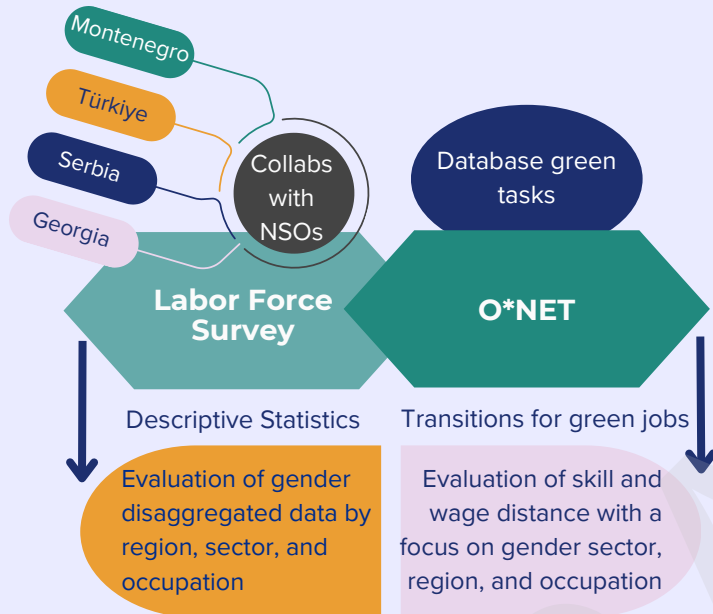 Montenegro
Türkiye
Serbia
Georgia
Collabs
with
NSOs
Database green
tasks
Labor Force
Survey
O*NET
Descriptive Statistics
Transitions for green jobs
Evaluation of gender
disaggregated data by
region, sector, and
occupation
Evaluation of skill and
wage distance with a
focus on gender sector,
region, and occupation